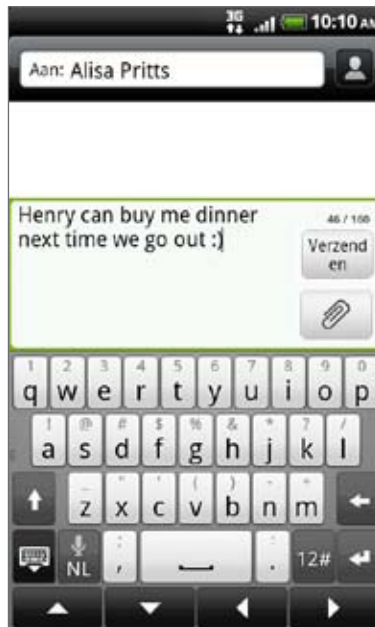 3G 10:10 AM
Aan: Alisa Pritts
Henry can buy me dinner
next time we go out :)
46 / 160
Verzend
en
1 2 3 4 5 6 7 8 9 0
q w e r t y u i o p
! @ # $ % & * ? /
a s d f g h j k l
_ " ' ( ) - +
z x c v b n m
NL , : . 12#